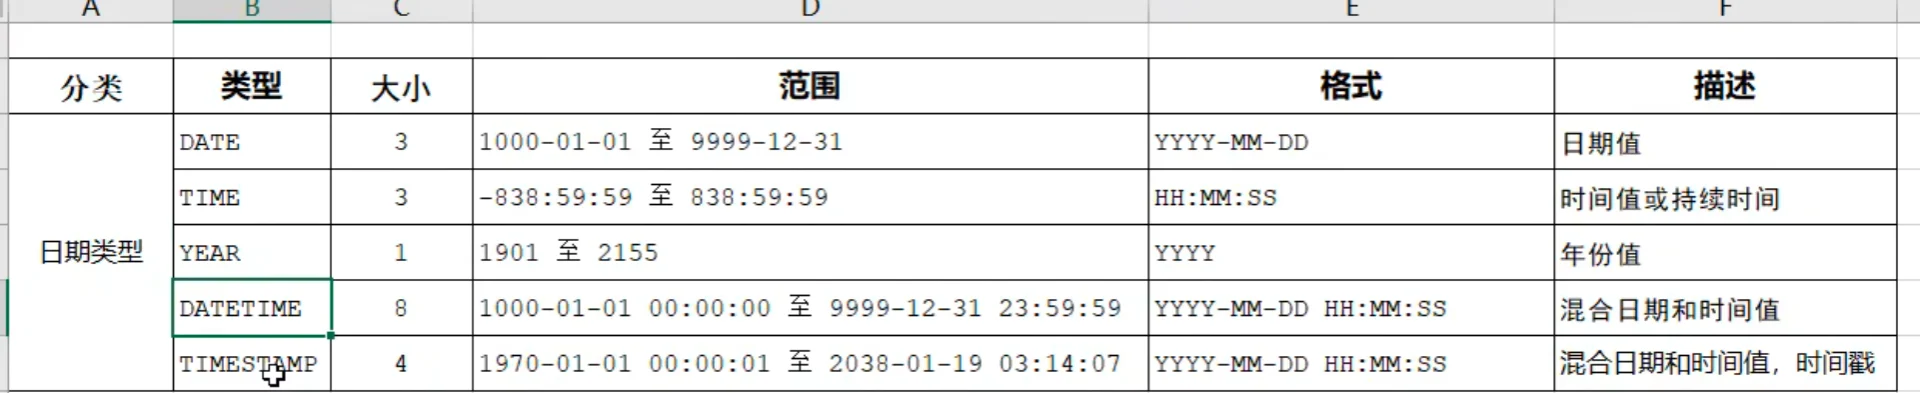 A B C D E F
分类 类型 大小 范围 格式 描述
DATE 3 1000-01-01 至 9999-12-31 YYYY-MM-DD 日期值
TIME 3 -838:59:59 至 838:59:59 HH:MM:SS 时间值或持续时间
日期类型 YEAR 1 1901 至 2155 YYYY 年份值
DATETIME 8 1000-01-01 00:00:00 至 9999-12-31 23:59:59 YYYY-MM-DD HH:MM:SS 混合日期和时间值
TIMESTAMP 4 1970-01-01 00:00:01 至 2038-01-19 03:14:07 YYYY-MM-DD HH:MM:SS 混合日期和时间值，时间戳